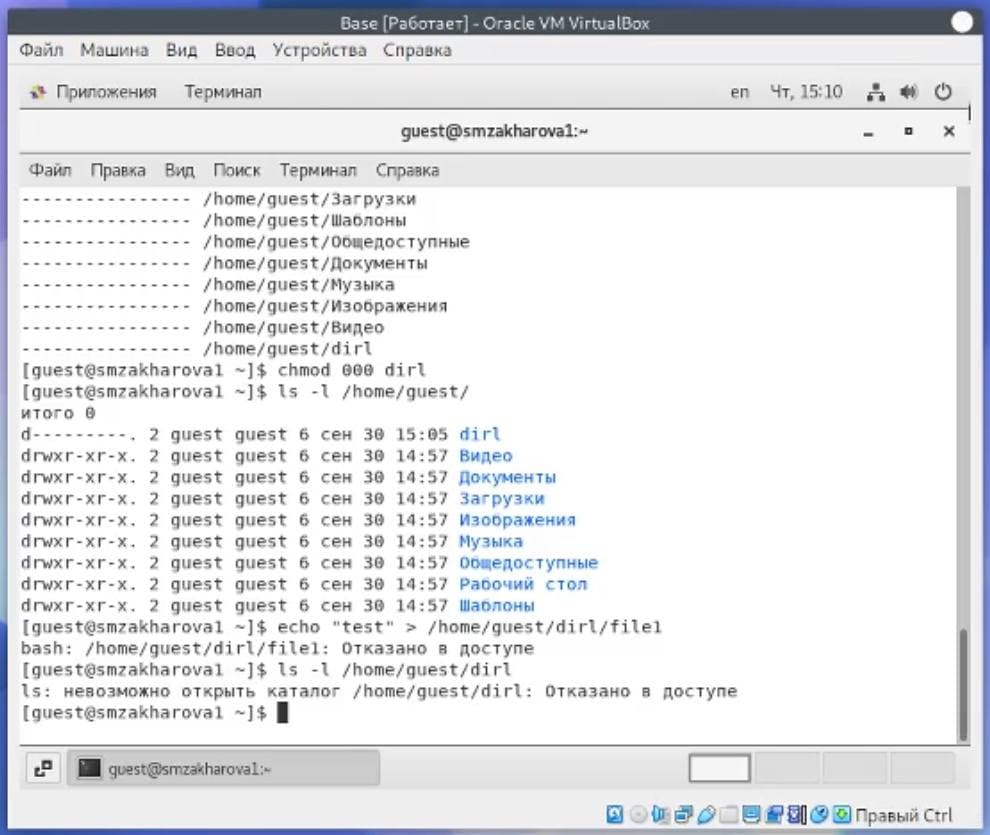 Base [Работает] - Oracle VM VirtualBox
Файл Машина Вид Ввод Устройства Справка
Приложения Терминал en Чт, 15:10
guest@smzakharova1:~
Файл Правка Вид Поиск Терминал Справка
---------------- /home/guest/Загрузки
---------------- /home/guest/Шаблоны
---------------- /home/guest/Общедоступные
---------------- /home/guest/Документы
---------------- /home/guest/Музыка
---------------- /home/guest/Изображения
---------------- /home/guest/Видео
---------------- /home/guest/dirl
[guest@smzakharova1 ~]$ chmod 000 dirl
[guest@smzakharova1 ~]$ ls -l /home/guest/
итого 0
d---------. 2 guest guest 6 сен 30 15:05 dirl
drwxr-xr-x. 2 guest guest 6 сен 30 14:57 Видео
drwxr-xr-x. 2 guest guest 6 сен 30 14:57 Документы
drwxr-xr-x. 2 guest guest 6 сен 30 14:57 Загрузки
drwxr-xr-x. 2 guest guest 6 сен 30 14:57 Изображения
drwxr-xr-x. 2 guest guest 6 сен 30 14:57 Музыка
drwxr-xr-x. 2 guest guest 6 сен 30 14:57 Общедоступные
drwxr-xr-x. 2 guest guest 6 сен 30 14:57 Рабочий стол
drwxr-xr-x. 2 guest guest 6 сен 30 14:57 Шаблоны
[guest@smzakharova1 ~]$ echo "test" > /home/guest/dirl/file1
bash: /home/guest/dirl/file1: Отказано в доступе
[guest@smzakharova1 ~]$ ls -l /home/guest/dirl
ls: невозможно открыть каталог /home/guest/dirl: Отказано в доступе
[guest@smzakharova1 ~]$
guest@smzakharova1:~
Правый Ctrl